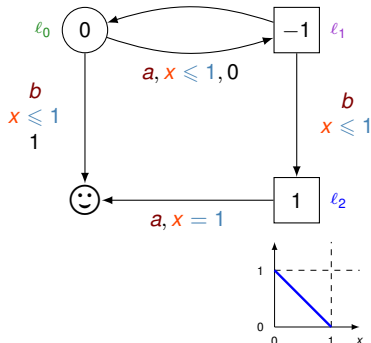 ℓ₀ 0 −1 ℓ₁
a, x ⩽ 1, 0
b
x ⩽ 1
1
b
x ⩽ 1
1 ℓ₂
a, x = 1
1
0
0 1 x